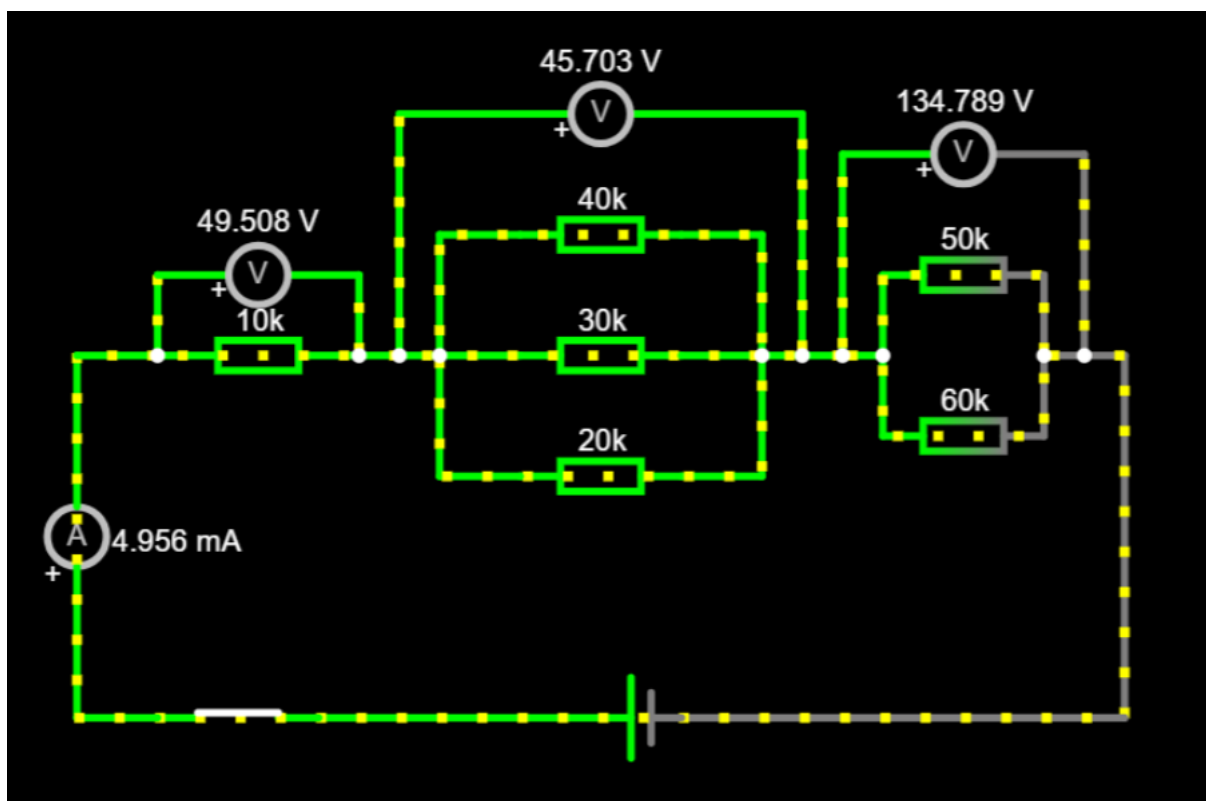 45.703 V
V
+
134.789 V
V
+
40k
49.508 V
V
+
50k
10k
30k
60k
20k
A
4.956 mA
+